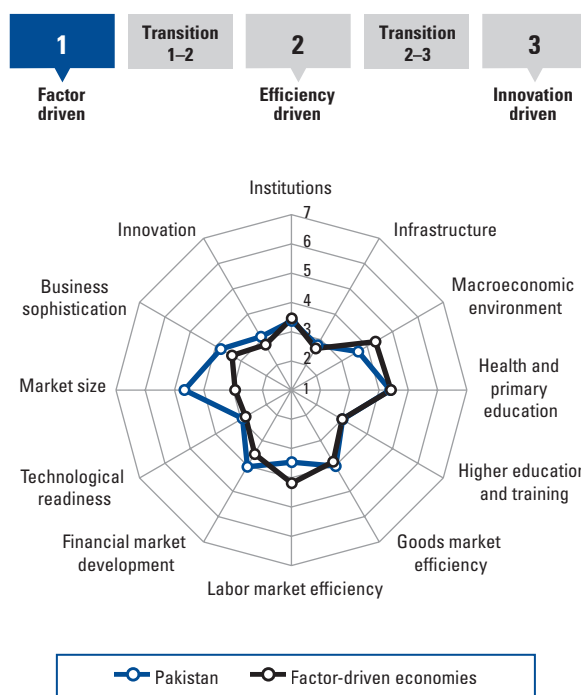 1
Transition
1–2
2
Transition
2–3
3
Factor
driven
Efficiency
driven
Innovation
driven
Institutions
7
6
5
4
3
2
1
Infrastructure
Macroeconomic
environment
Health and
primary
education
Higher education
and training
Goods market
efficiency
Labor market efficiency
Financial market
development
Technological
readiness
Market size
Business
sophistication
Innovation
Pakistan
Factor-driven economies